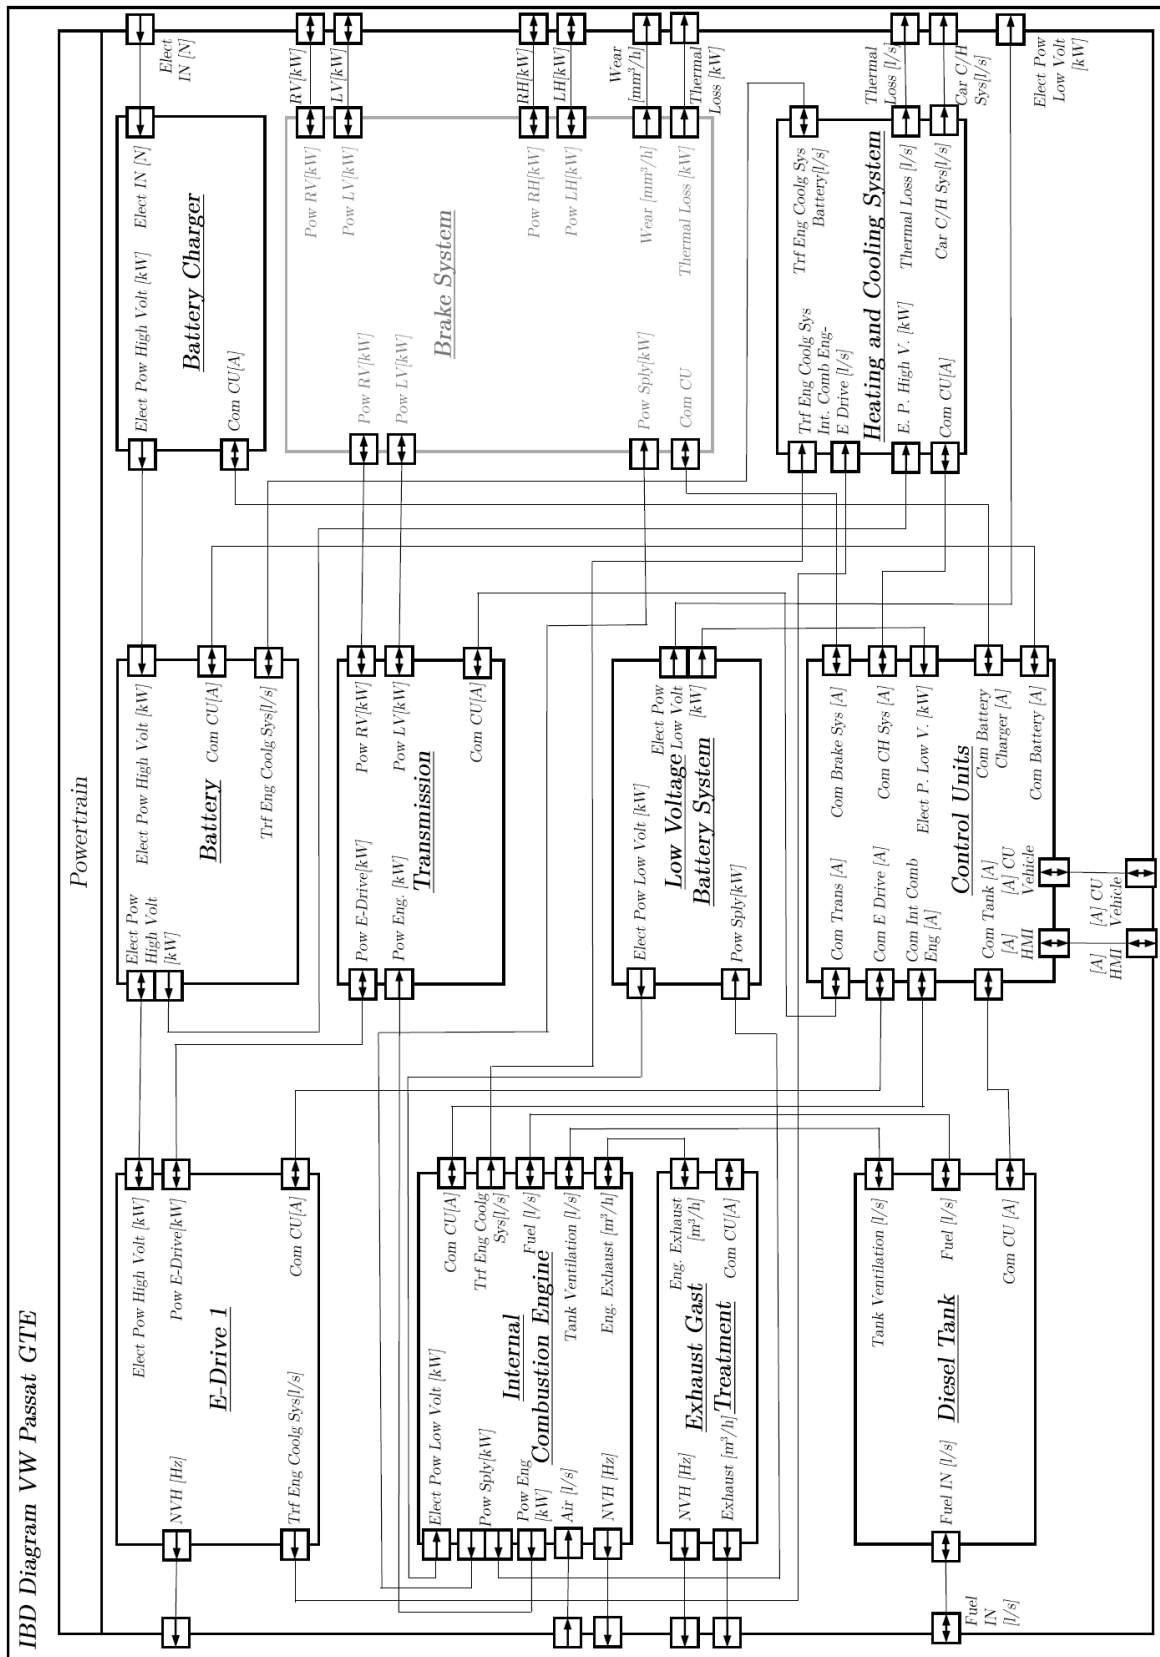 IBD Diagram VW Passat GTE
Powertrain
NVH [Hz]
Elect Pow High Volt [kW]
Pow E-Drive[kW]
E-Drive 1
Trf Eng Coolg Sys[l/s]
Com CU[A]
Elect Pow
High Volt
[kW]
Elect Pow High Volt [kW]
Battery
Com CU[A]
Trf Eng Coolg Sys[l/s]
Elect Pow High Volt [kW]
Elect IN [N]
Battery Charger
Com CU[A]
Elect
IN [N]
Elect Pow Low Volt [kW]
Com CU[A]
Pow Sply[kW]
Trf Eng Coolg
Sys[l/s]
Internal
Combustion Engine
Pow Eng
[kW]
Fuel [l/s]
Air [l/s]
Tank Ventilation [l/s]
NVH [Hz]
Eng. Exhaust [m³/h]
Pow E-Drive[kW]
Pow RV[kW]
Pow Eng. [kW]
Pow LV[kW]
Transmission
Com CU[A]
Pow RV[kW]
Pow LV[kW]
Pow RV[kW]
Pow LV[kW]
Brake System
Pow RH[kW]
Pow LH[kW]
Pow Sply[kW]
Wear [mm³/h]
Com CU
Thermal Loss [kW]
RV[kW]
LV[kW]
RH[kW]
LH[kW]
Wear
[mm³/h]
Thermal
Loss [kW]
NVH [Hz]
Eng. Exhaust
[m³/h]
Exhaust Gast
Treatment
Exhaust [m³/h]
Com CU[A]
Elect Pow Low Volt [kW]
Elect Pow
Low Volt
[kW]
Low Voltage
Battery System
Pow Sply[kW]
Trf Eng Coolg Sys
Int. Comb Eng-
E Drive [l/s]
Trf Eng Coolg Sys
Battery[l/s]
Heating and Cooling System
E. P. High V. [kW]
Thermal Loss [l/s]
Com CU[A]
Car C/H Sys[l/s]
Thermal
Loss [l/s]
Car C/H
Sys[l/s]
Elect Pow
Low Volt
[kW]
Tank Ventilation [l/s]
Fuel IN [l/s]
Diesel Tank
Fuel [l/s]
Com CU [A]
Fuel
IN
[l/s]
Com Trans [A]
Com Brake Sys [A]
Com E Drive [A]
Com CH Sys [A]
Com Int Comb
Eng [A]
Elect P. Low V. [kW]
Control Units
Com Tank [A]
Com Battery
Charger [A]
Com Battery [A]
[A]
HMI
[A] CU
Vehicle
[A]
HMI
[A] CU
Vehicle